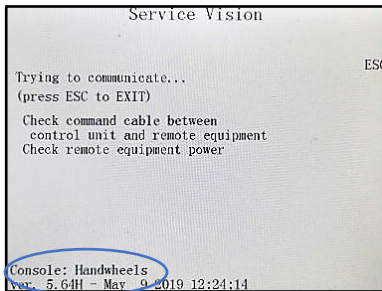 Service Vision
ESC
Trying to communicate...
(press ESC to EXIT)
Check command cable between
control unit and remote equipment
Check remote equipment power
Console: Handwheels
Ver. 5.64H - May 9 2019 12:24:14